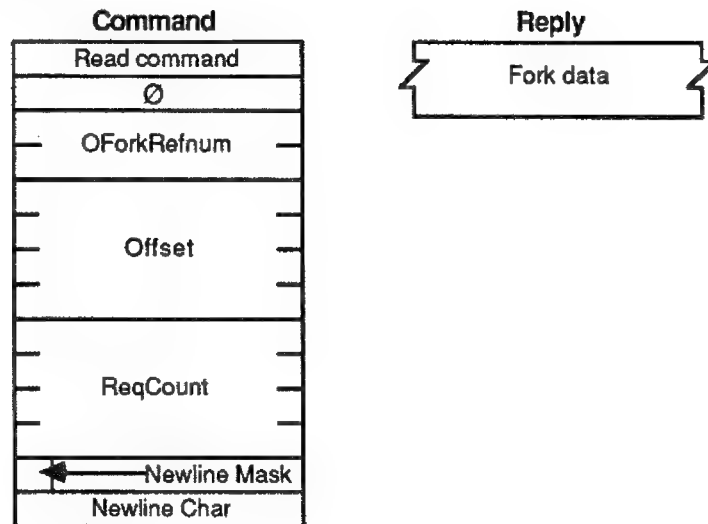 Command
Read command
Ø
OForkRefnum
Offset
ReqCount
Newline Mask
Newline Char
Reply
Fork data